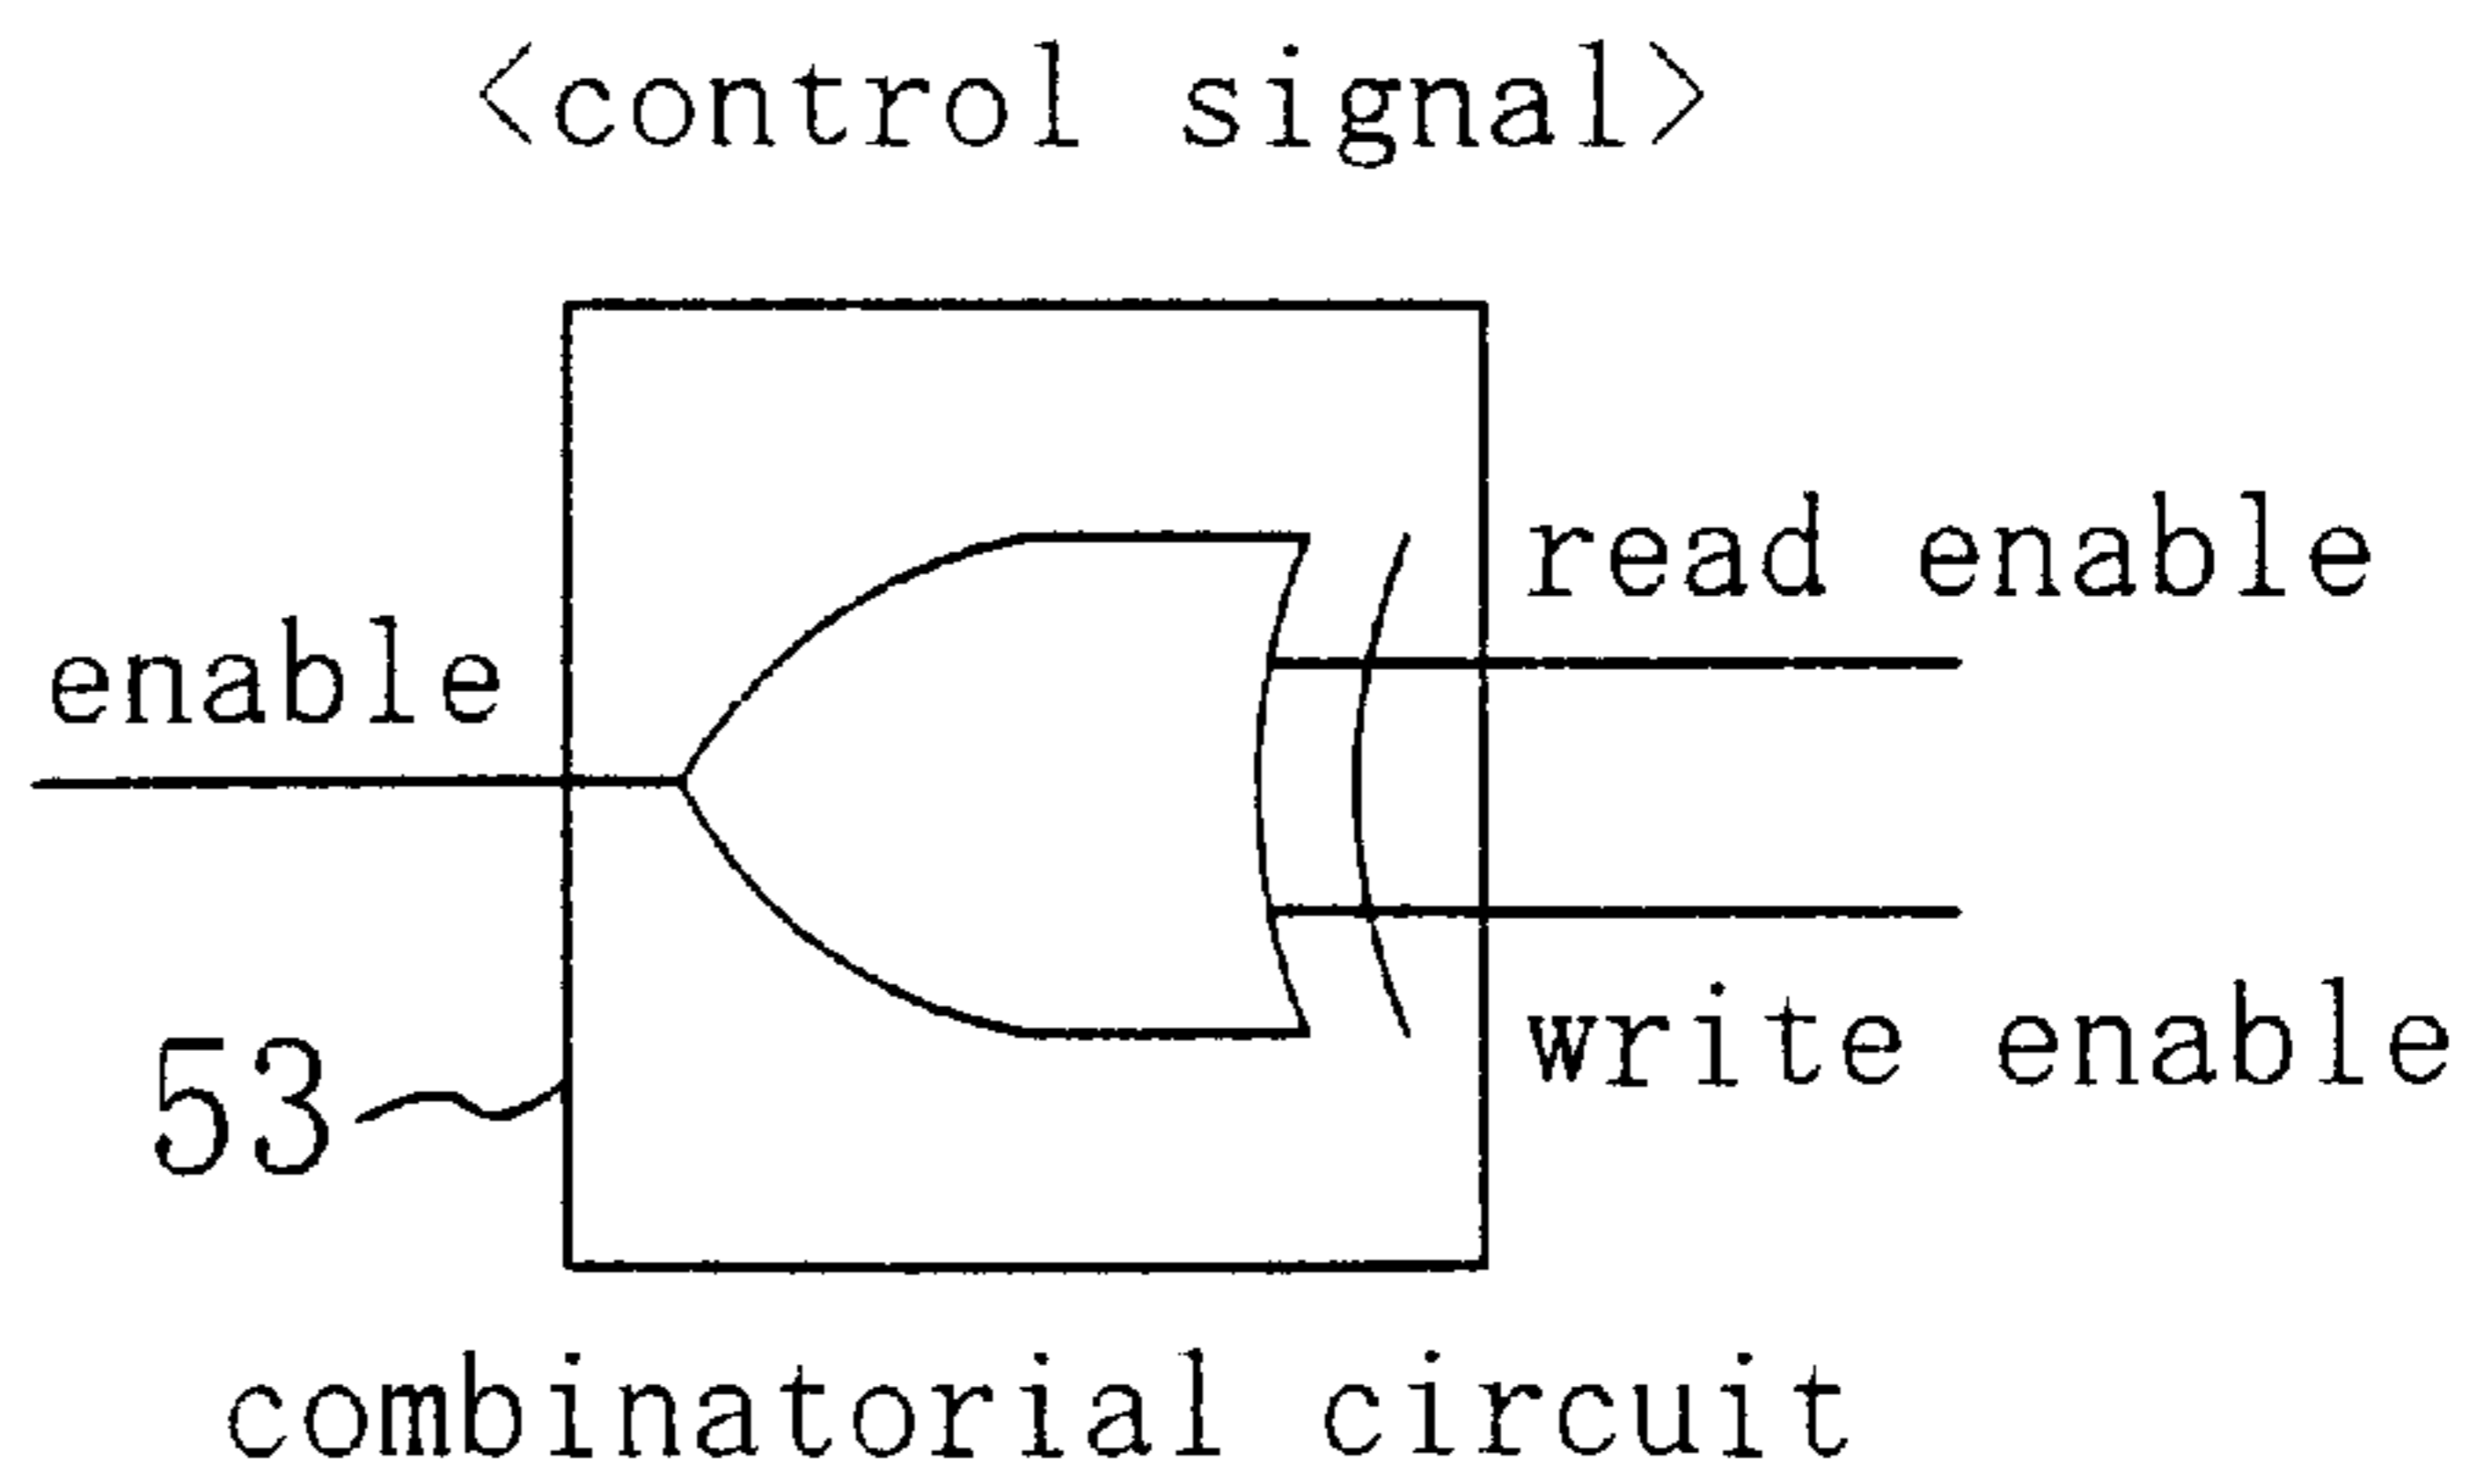 <control signal>
read enable
enable
write enable
53
combinatorial circuit